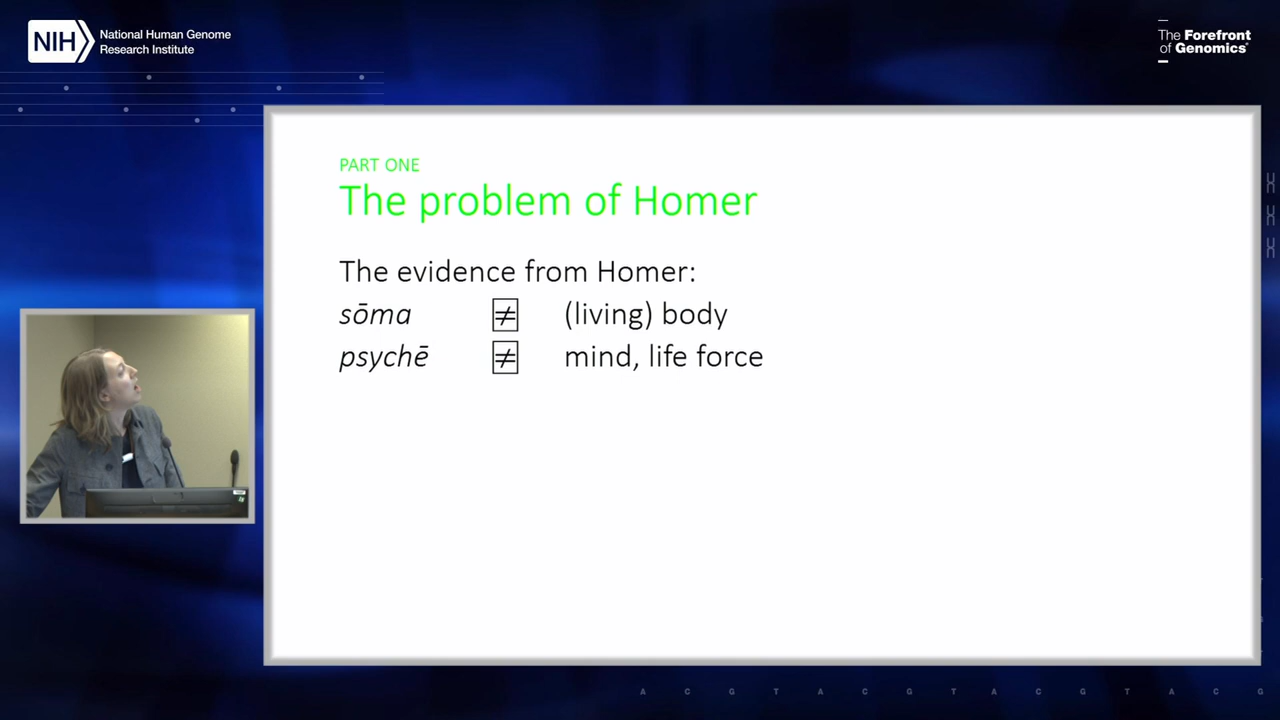 NIH
National Human Genome
Research Institute
The Forefront
of Genomics®
PART ONE
The problem of Homer
The evidence from Homer:
sōma ≠ (living) body
psychē ≠ mind, life force
A C G T A C G T A C G T A C G